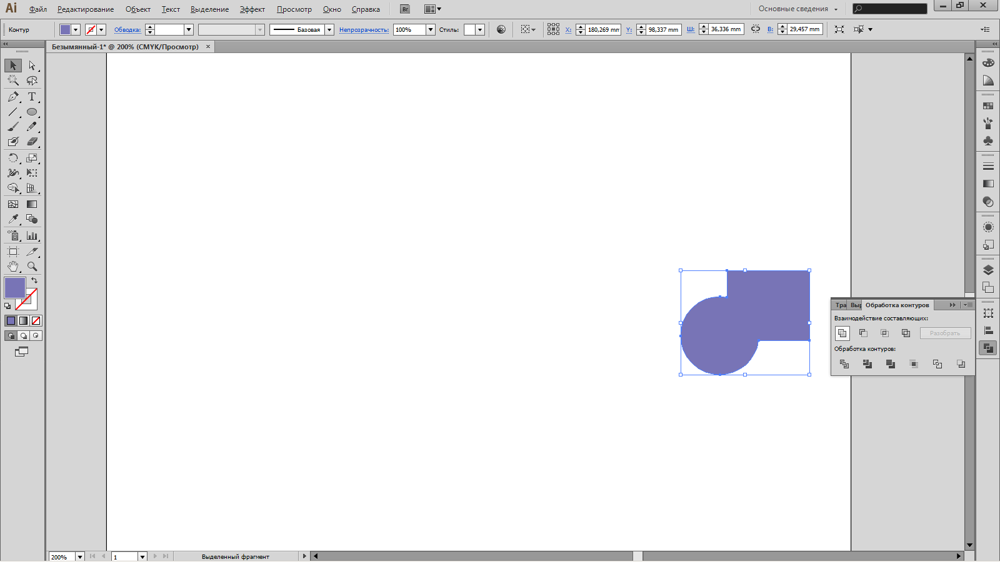 Ai Файл Редактирование Объект Текст Выделение Эффект Просмотр Окно Справка Br Основные сведения
Контур Обводка: Базовая Непрозрачность: 100% Стиль: X: 180,269 mm Y: 98,337 mm Ш: 36,336 mm В: 29,457 mm
Безымянный-1* @ 200% (CMYK/Просмотр) ×
T
Тра Выр Обработка контуров
Взаимодействие составляющих:
Разобрать
Обработка контуров:
200% 1 Выделенный фрагмент